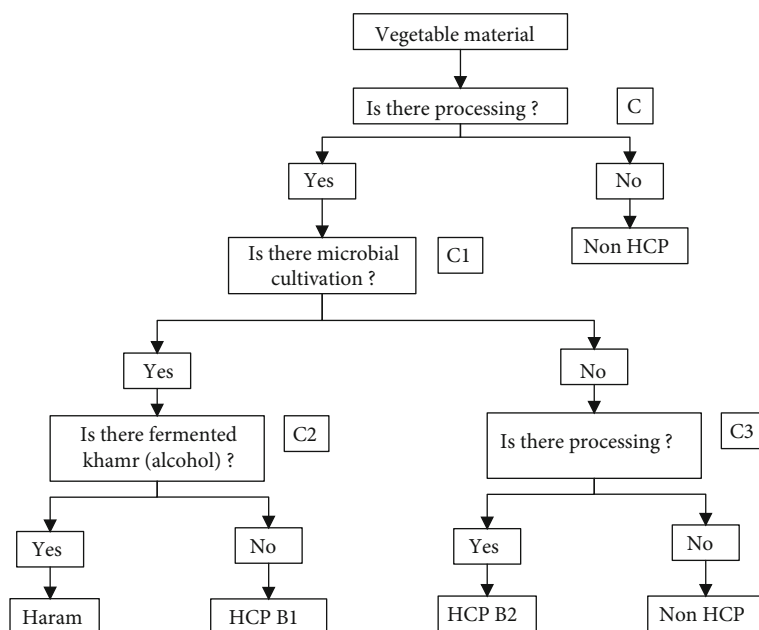 Vegetable material
Is there processing ?
C
Yes
No
Non HCP
Is there microbial
cultivation ?
C1
Yes
No
Is there fermented
khamr (alcohol) ?
C2
Is there processing ?
C3
Yes
No
Yes
No
Haram
HCP B1
HCP B2
Non HCP